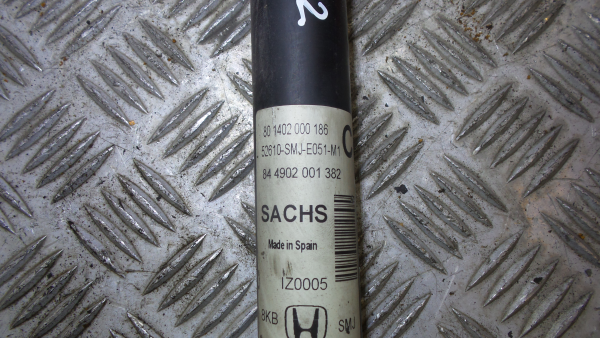 2
80 1402 000 186
52610-SMJ-E051-M1
84 4902 001 382
SACHS
Made in Spain
IZ0005
BKB SMJ